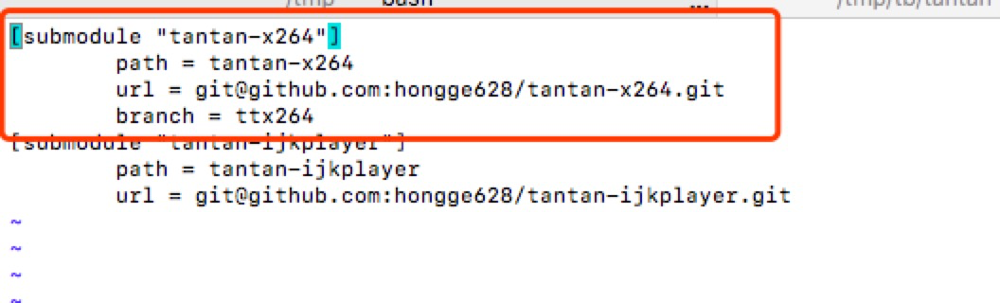 /tmp bash ... /tmp/tb/tantan
[submodule "tantan-x264"]
path = tantan-x264
url = git@github.com:hongge628/tantan-x264.git
branch = ttx264
[submodule "tantan-ijkplayer"]
path = tantan-ijkplayer
url = git@github.com:hongge628/tantan-ijkplayer.git
~
~
~
~